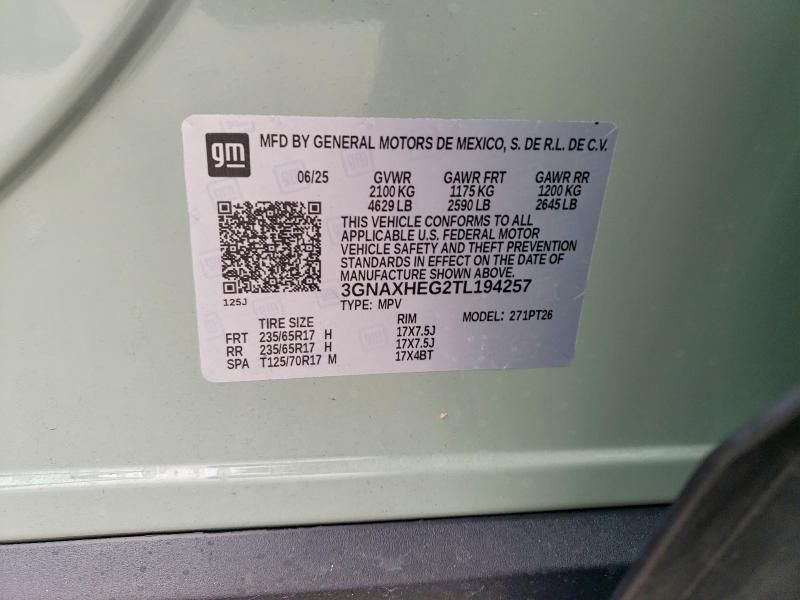 gm
MFD BY GENERAL MOTORS DE MEXICO, S. DE R.L. DE C.V.
06/25 GVWR GAWR FRT GAWR RR
2100 KG 1175 KG 1200 KG
4629 LB 2590 LB 2645 LB
THIS VEHICLE CONFORMS TO ALL
APPLICABLE U.S. FEDERAL MOTOR
VEHICLE SAFETY AND THEFT PREVENTION
STANDARDS IN EFFECT ON THE DATE OF
MANUFACTURE SHOWN ABOVE.
3GNAXHEG2TL194257
125J
TYPE: MPV MODEL: 271PT26
TIRE SIZE RIM
FRT 235/65R17 H 17X7.5J
RR 235/65R17 H 17X7.5J
SPA T125/70R17 M 17X4BT